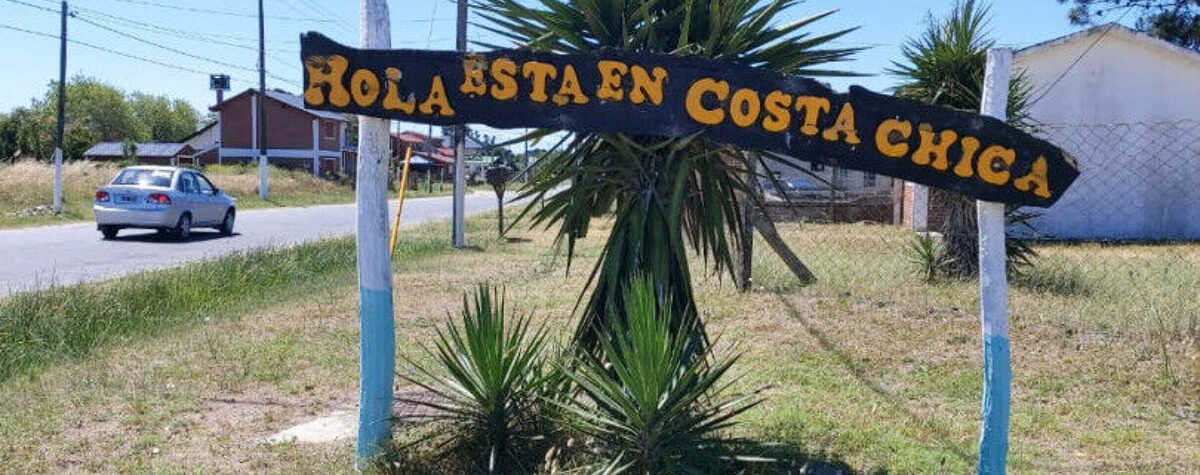 HOLA ESTA EN COSTA CHICA